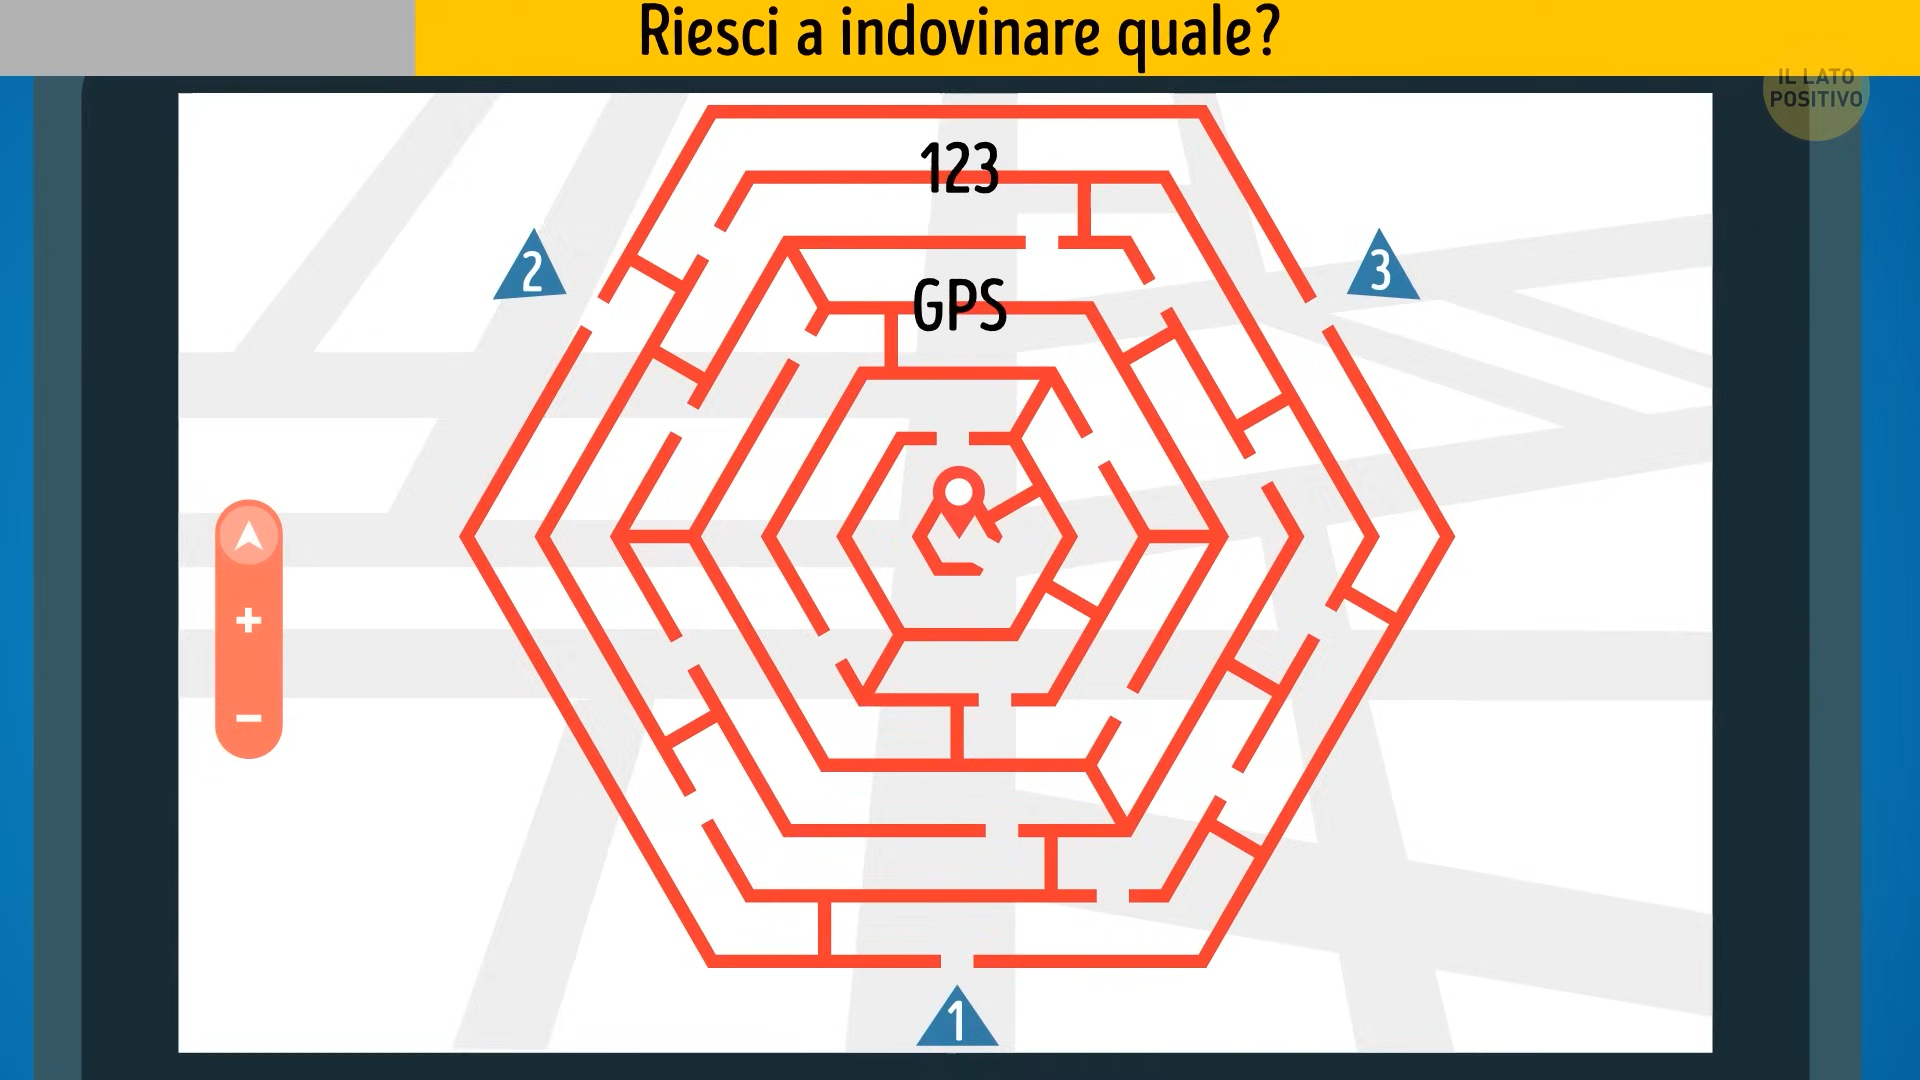 Riesci a indovinare quale?
IL LATO
POSITIVO
123
2
3
GPS
+
−
1